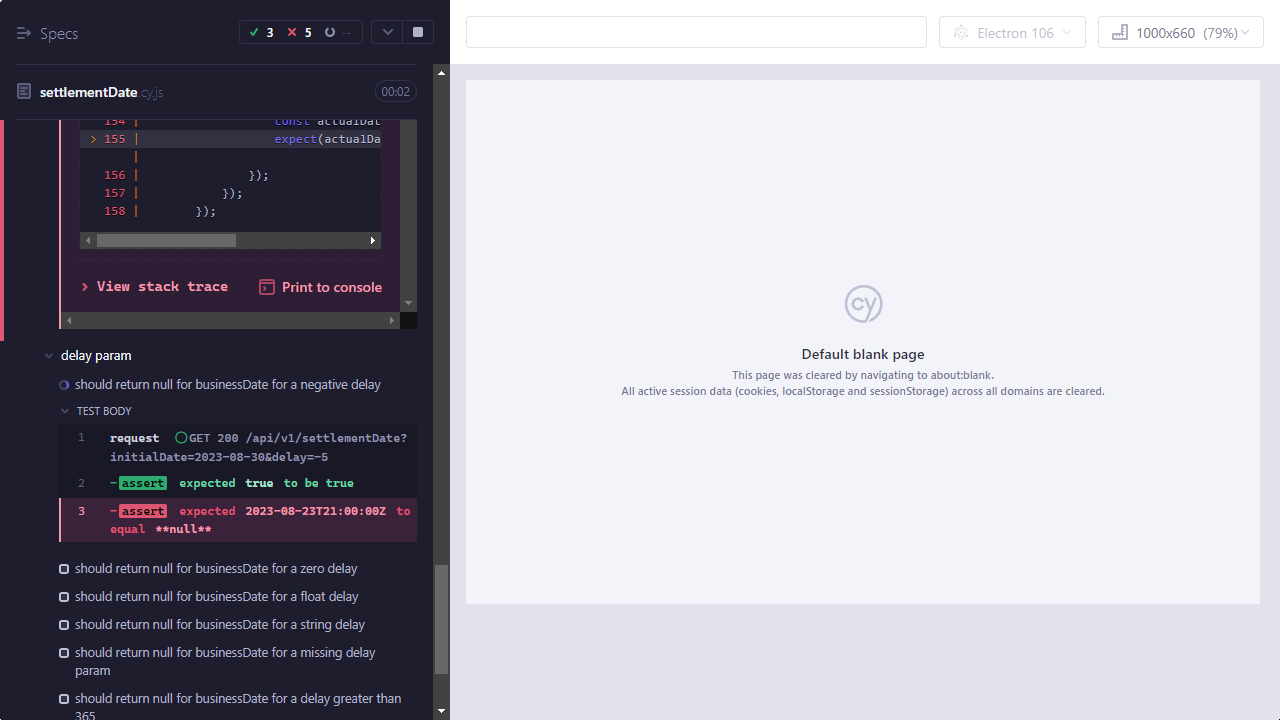 Specs
3 5 --
Electron 106
1000x660 (79%)
settlementDate.cy.js
00:02
154 | const actualDat
> 155 | expect(actualDa
|
156 | });
157 | });
158 | });
View stack trace
Print to console
delay param
should return null for businessDate for a negative delay
TEST BODY
1 request GET 200 /api/v1/settlementDate?
initialDate=2023-08-30&delay=-5
2 -assert expected true to be true
3 -assert expected 2023-08-23T21:00:00Z to
equal **null**
should return null for businessDate for a zero delay
should return null for businessDate for a float delay
should return null for businessDate for a string delay
should return null for businessDate for a missing delay
param
should return null for businessDate for a delay greater than
365
cy
Default blank page
This page was cleared by navigating to about:blank.
All active session data (cookies, localStorage and sessionStorage) across all domains are cleared.